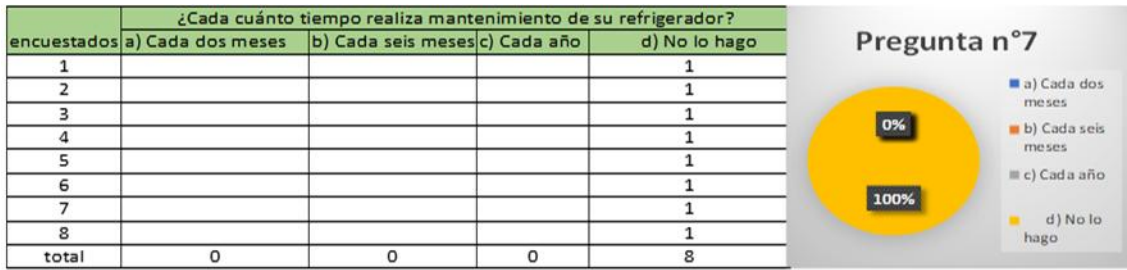 ¿Cada cuánto tiempo realiza mantenimiento de su refrigerador?
encuestados a) Cada dos meses b) Cada seis meses c) Cada año d) No lo hago
1 1
2 1
3 1
4 1
5 1
6 1
7 1
8 1
total 0 0 0 8
Pregunta n°7
0%
100%
a) Cada dos
meses
b) Cada seis
meses
c) Cada año
d) No lo
hago